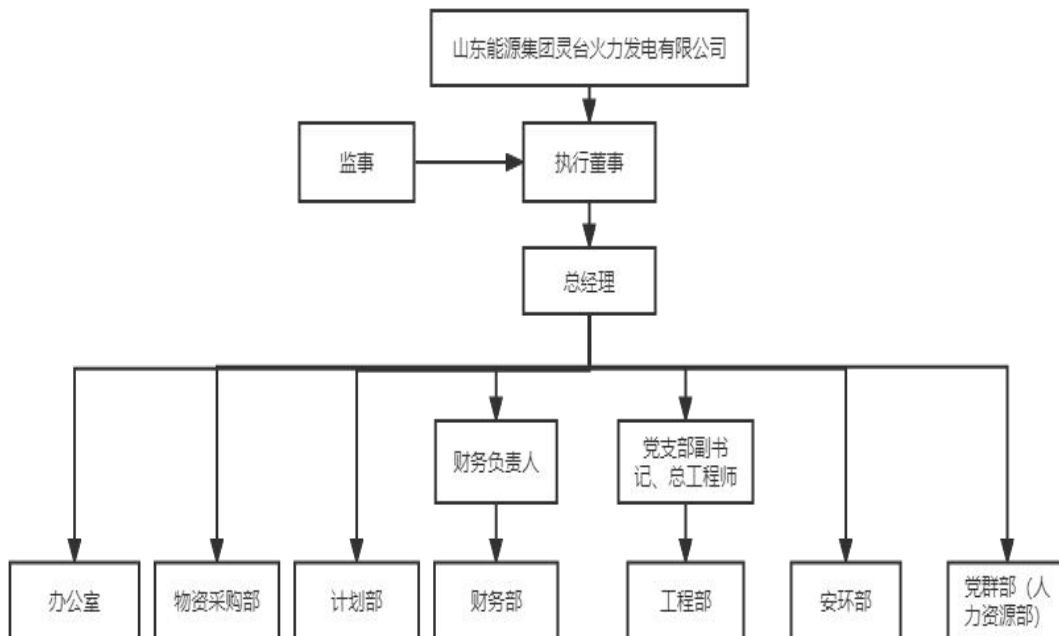 山东能源集团灵台火力发电有限公司
监事
执行董事
总经理
财务负责人
党支部副书
记、总工程师
办公室
物资采购部
计划部
财务部
工程部
安环部
党群部（人
力资源部）